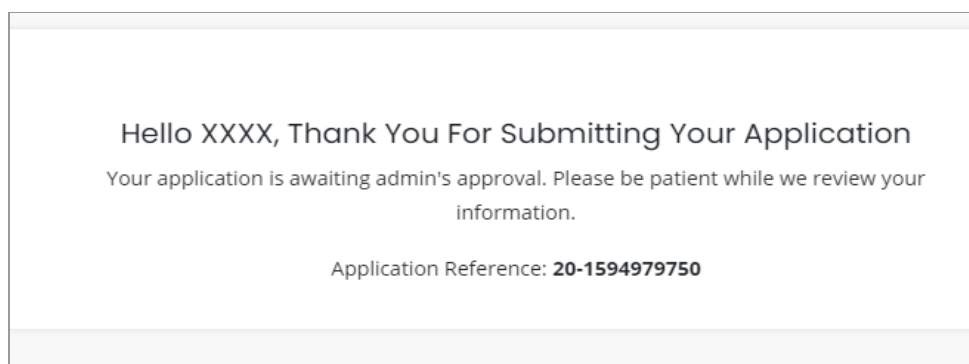 Hello XXXX, Thank You For Submitting Your Application
Your application is awaiting admin's approval. Please be patient while we review your
information.
Application Reference: 20-1594979750